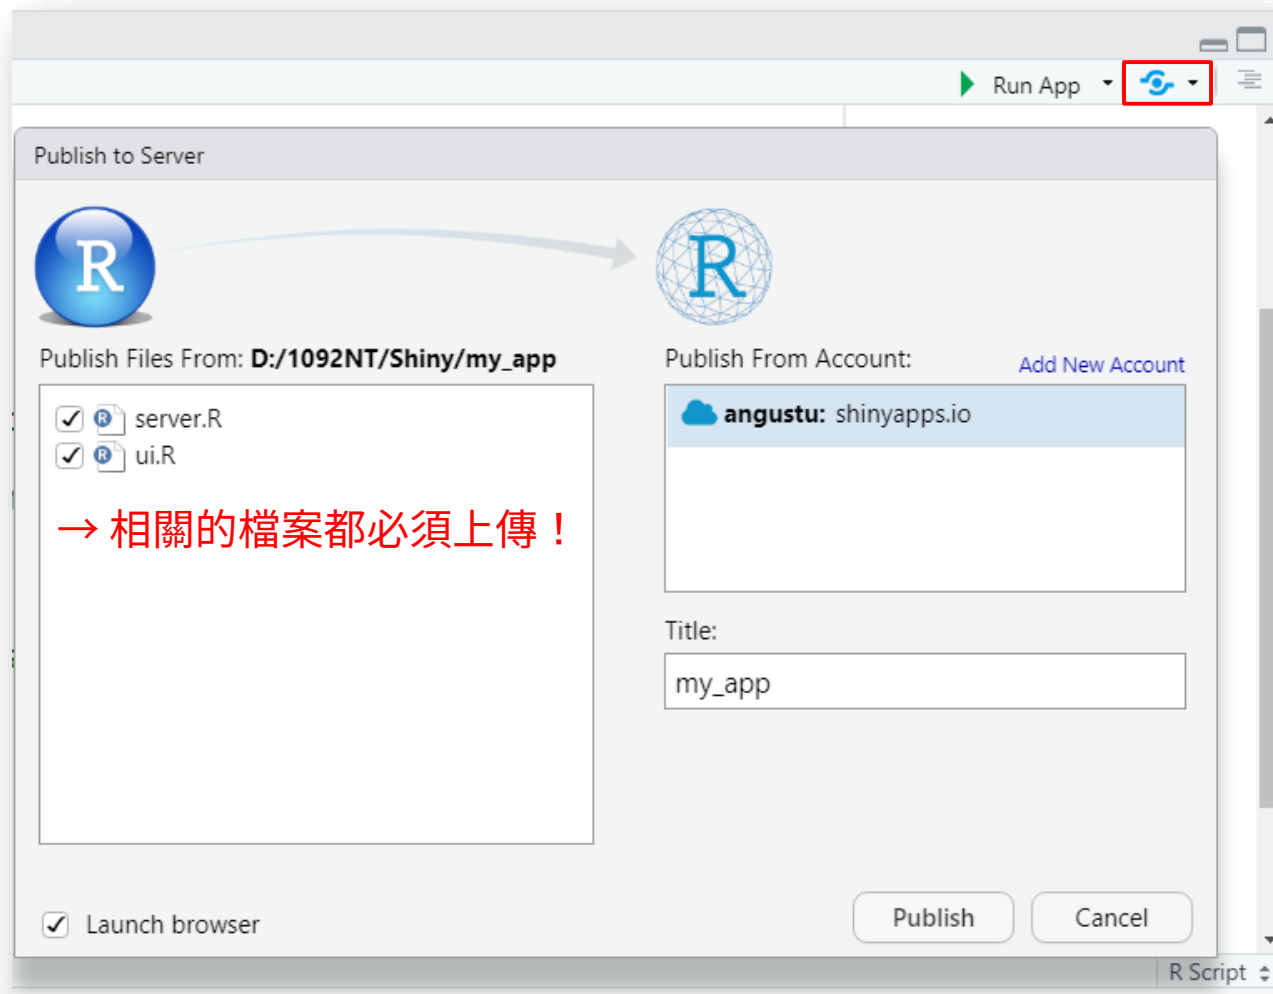 Run App
Publish to Server
R
R
Publish Files From: D:/1092NT/Shiny/my_app
server.R
ui.R
→ 相關的檔案都必須上傳！
Publish From Account:
Add New Account
angustu: shinyapps.io
Title:
my_app
Launch browser
Publish
Cancel
R Script